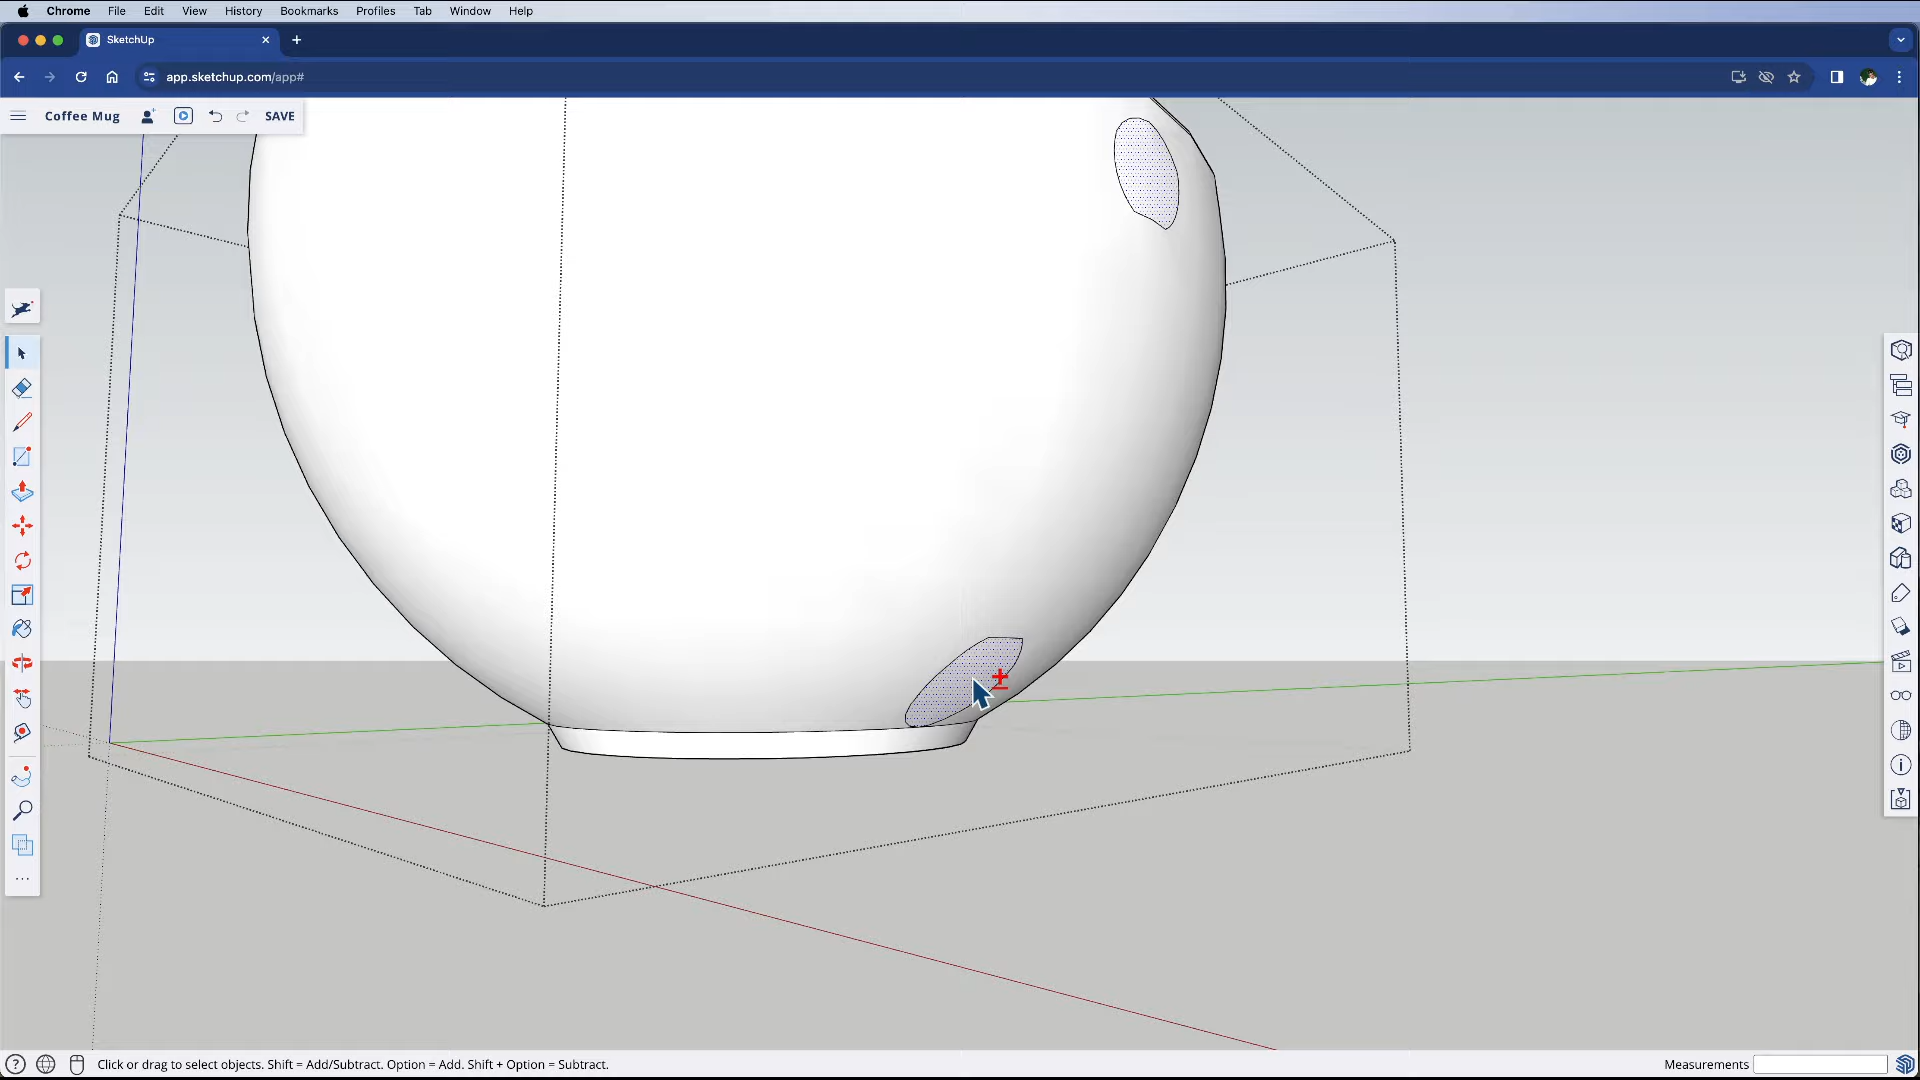 Chrome File Edit View History Bookmarks Profiles Tab Window Help
SketchUp
app.sketchup.com/app#
Coffee Mug SAVE
Click or drag to select objects. Shift = Add/Subtract. Option = Add. Shift + Option = Subtract.
Measurements